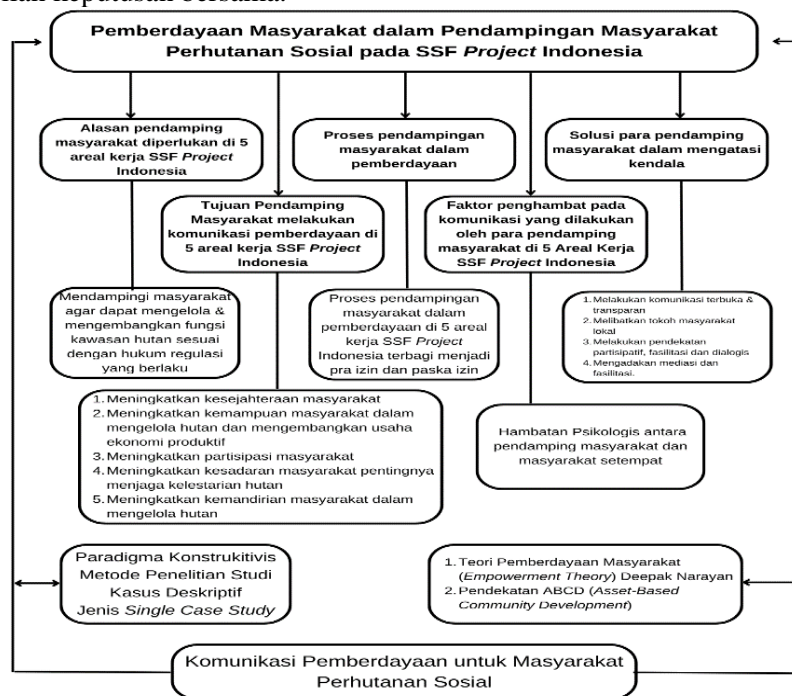 keputusan bersama.
Pemberdayaan Masyarakat dalam Pendampingan Masyarakat
Perhutanan Sosial pada SSF Project Indonesia
Alasan pendamping
masyarakat diperlukan di 5
areal kerja SSF Project
Indonesia
Proses pendampingan
masyarakat dalam
pemberdayaan
Solusi para pendamping
masyarakat dalam mengatasi
kendala
Tujuan Pendamping
Masyarakat melakukan
komunikasi pemberdayaan di
5 areal kerja SSF Project
Indonesia
Faktor penghambat pada
komunikasi yang dilakukan
oleh para pendamping
masyarakat di 5 Areal Kerja
SSF Project Indonesia
Mendampingi masyarakat
agar dapat mengelola &
mengembangkan fungsi
kawasan hutan sesuai
dengan hukum regulasi
yang berlaku
Proses pendampingan
masyarakat dalam
pemberdayaan di 5 areal
kerja SSF Project
Indonesia terbagi menjadi
pra izin dan paska izin
1. Melakukan komunikasi terbuka &
transparan
2. Melibatkan tokoh masyarakat
lokal
3. Melakukan pendekatan
partisipatif, fasilitasi dan dialogis
4. Mengadakan mediasi dan
fasilitasi.
1. Meningkatkan kesejahteraan masyarakat
2. Meningkatkan kemampuan masyarakat dalam
mengelola hutan dan mengembangkan usaha
ekonomi produktif
3. Meningkatkan partisipasi masyarakat
4. Meningkatkan kesadaran masyarakat pentingnya
menjaga kelestarian hutan
5. Meningkatkan kemandirian masyarakat dalam
mengelola hutan
Hambatan Psikologis antara
pendamping masyarakat dan
masyarakat setempat
Paradigma Konstrukitivis
Metode Penelitian Studi
Kasus Deskriptif
Jenis Single Case Study
1. Teori Pemberdayaan Masyarakat
(Empowerment Theory) Deepak Narayan
2. Pendekatan ABCD (Asset-Based
Community Development)
Komunikasi Pemberdayaan untuk Masyarakat
Perhutanan Sosial